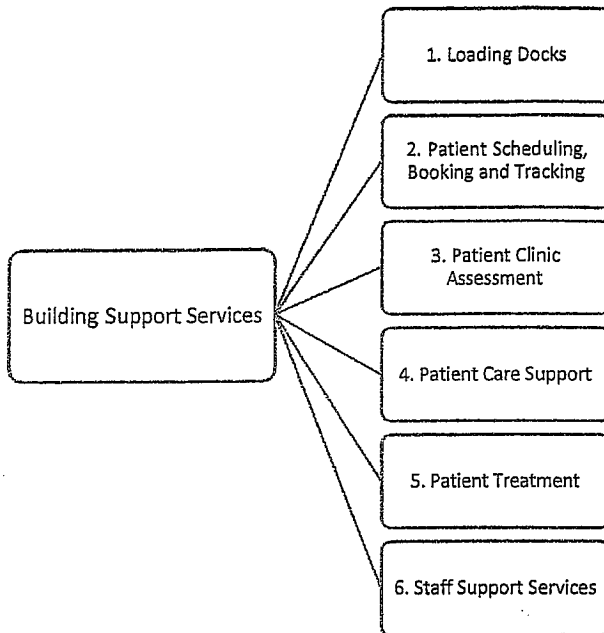 1. Loading Docks
2. Patient Scheduling,
Booking and Tracking
3. Patient Clinic
Assessment
Building Support Services
4. Patient Care Support
5. Patient Treatment
6. Staff Support Services